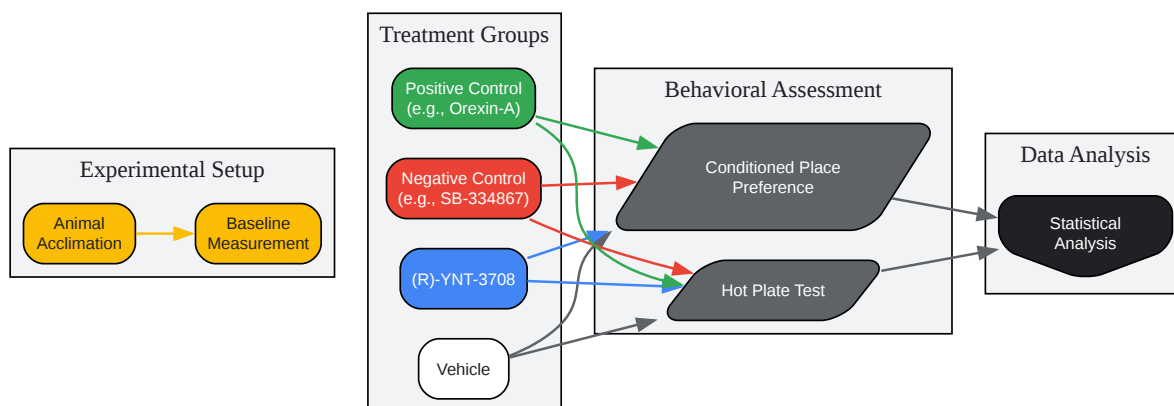 Experimental Setup
Animal
Acclimation
Baseline
Measurement
Treatment Groups
Positive Control
(e.g., Orexin-A)
Negative Control
(e.g., SB-334867)
(R)-YNT-3708
Vehicle
Behavioral Assessment
Conditioned Place
Preference
Hot Plate Test
Data Analysis
Statistical
Analysis